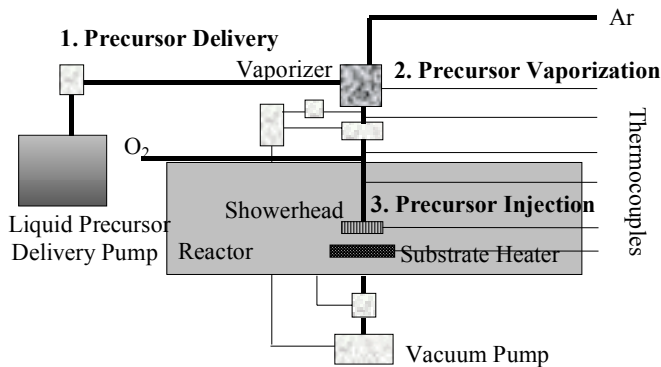 Ar
1. Precursor Delivery
Vaporizer
2. Precursor Vaporization
O2
Thermocouples
Liquid Precursor
Delivery Pump
Showerhead
3. Precursor Injection
Reactor
Substrate Heater
Vacuum Pump